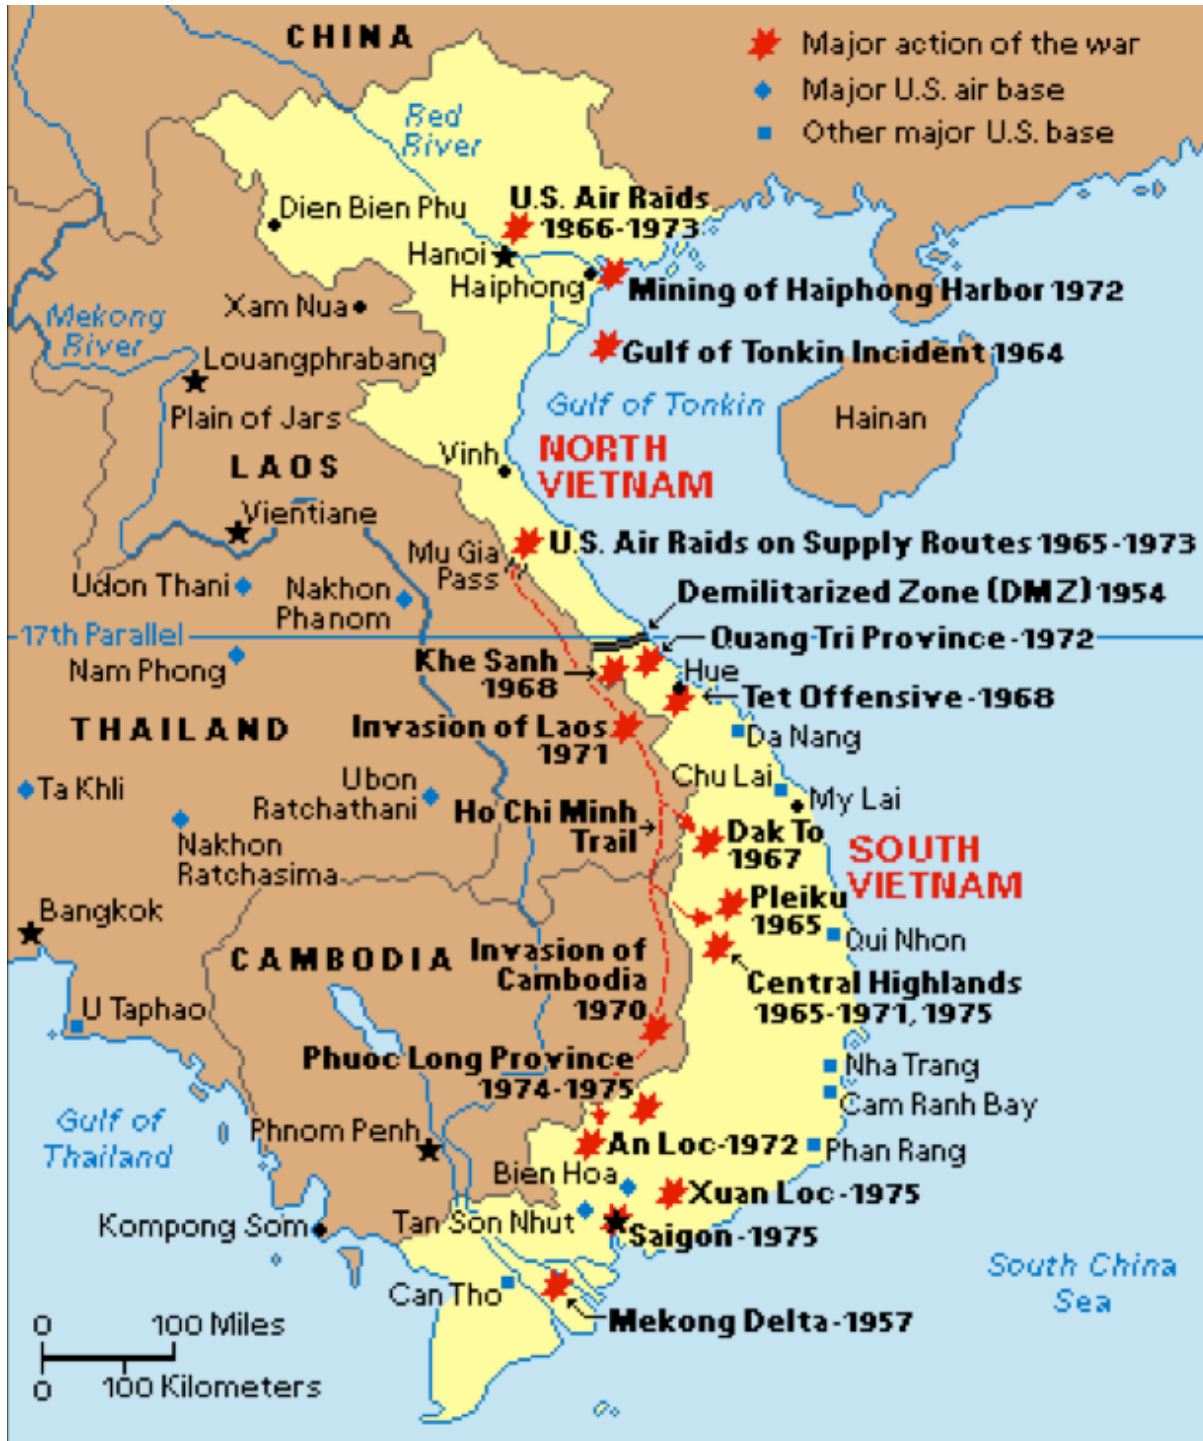 CHINA
Major action of the war
Major U.S. air base
Other major U.S. base
Red
River
U.S. Air Raids
1966-1973
Dien Bien Phu
Hanoi
Haiphong
Mining of Haiphong Harbor 1972
Xam Nua
Mekong
River
Louangphrabang
Gulf of Tonkin Incident 1964
Plain of Jars
Gulf of Tonkin
Hainan
NORTH
VIETNAM
Vinh
LAOS
Vientiane
Mu Gia
Pass
U.S. Air Raids on Supply Routes 1965-1973
Udon Thani
Nakhon
Phanom
Demilitarized Zone (DMZ) 1954
17th Parallel
Quang Tri Province-1972
Nam Phong
Khe Sanh
1968
Hue
Tet Offensive-1968
THAILAND
Invasion of Laos
1971
Da Nang
Ta Khli
Ubon
Ratchathani
Chu Lai
My Lai
Nakhon
Ratchasima
Ho Chi Minh
Trail
Dak To
1967
SOUTH
VIETNAM
Bangkok
Pleiku
1965
CAMBODIA
Invasion of
Cambodia
1970
Qui Nhon
Central Highlands
1965-1971, 1975
U Taphao
Phuoc Long Province
1974-1975
Nha Trang
Cam Ranh Bay
Gulf of
Thailand
Phnom Penh
An Loc-1972
Phan Rang
Bien Hoa
Xuan Loc-1975
Kompong Som
Tan Son Nhut
Saigon-1975
Can Tho
Mekong Delta-1957
South China
Sea
0 100 Miles
0 100 Kilometers